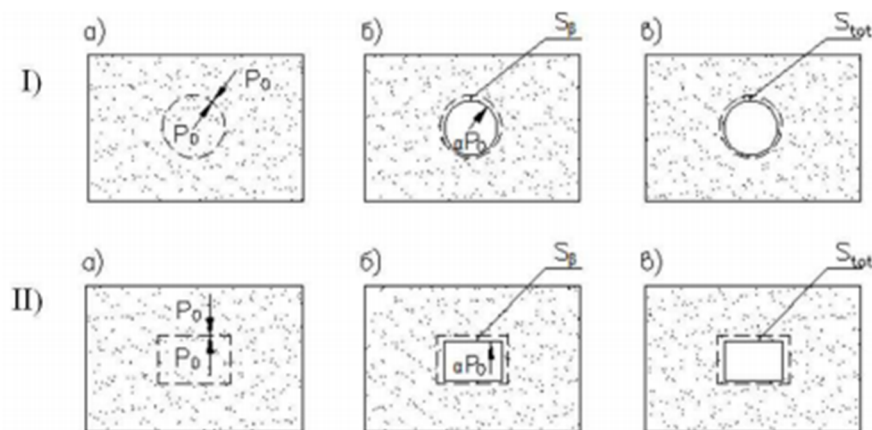 а) б) Sβ в) Stot
I) P₀ P₀ αP₀
а) б) Sβ в) Stot
II) P₀ P₀ αP₀